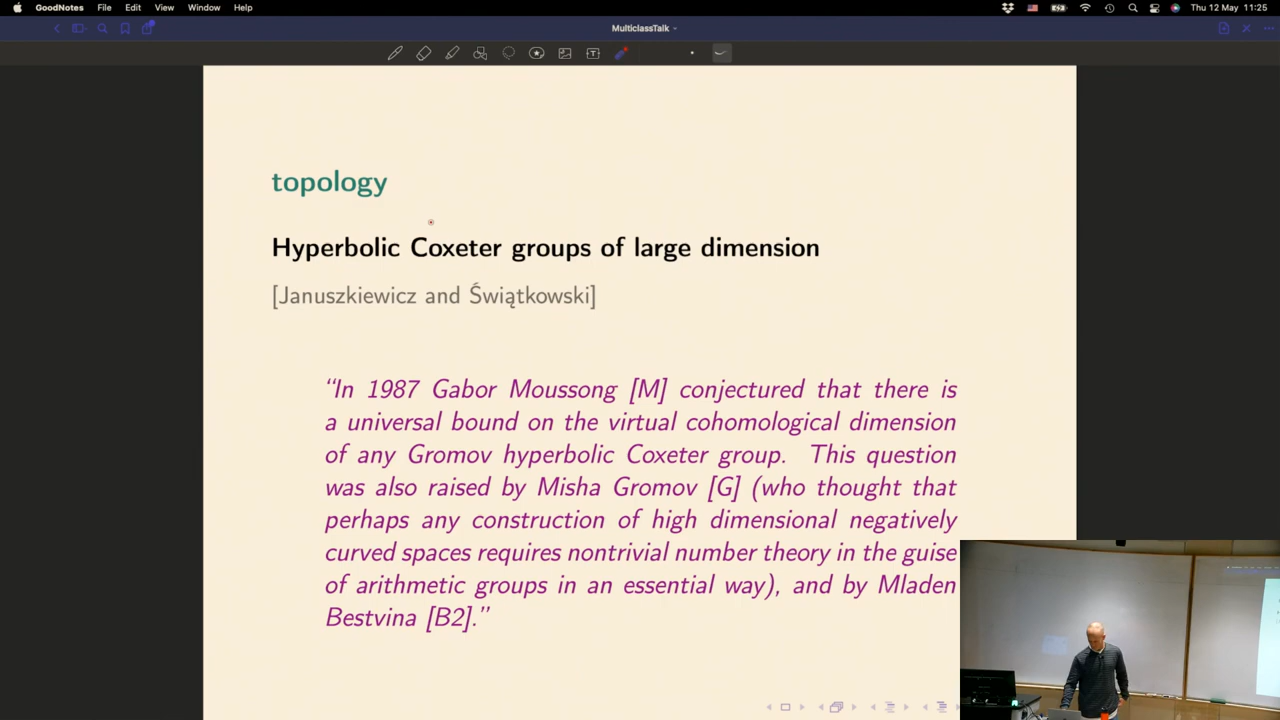 GoodNotes File Edit View Window Help Thu 12 May 11:25
MulticlassTalk
topology
Hyperbolic Coxeter groups of large dimension
[Januszkiewicz and Świątkowski]
“In 1987 Gabor Moussong [M] conjectured that there is
a universal bound on the virtual cohomological dimension
of any Gromov hyperbolic Coxeter group. This question
was also raised by Misha Gromov [G] (who thought that
perhaps any construction of high dimensional negatively
curved spaces requires nontrivial number theory in the guise
of arithmetic groups in an essential way), and by Mladen
Bestvina [B2].”